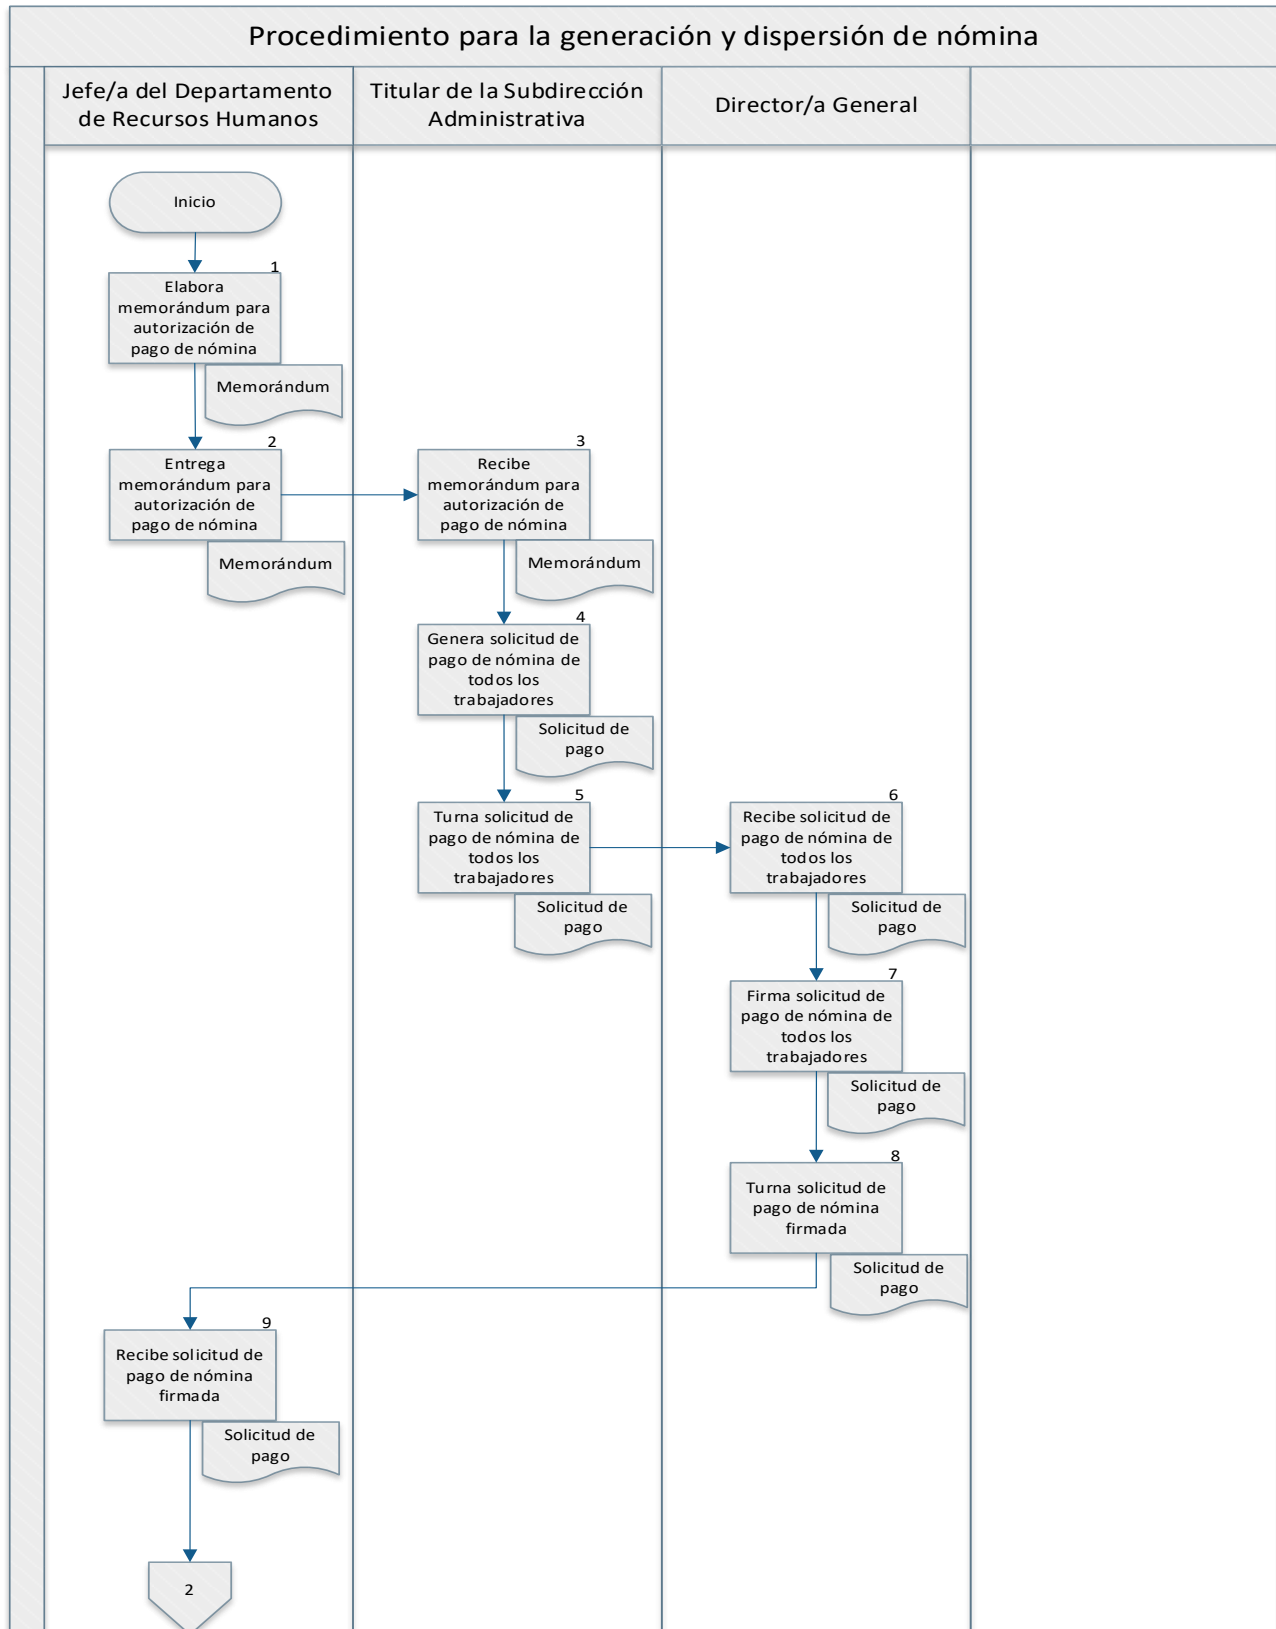 Procedimiento para la generación y dispersión de nómina
Jefe/a del Departamento
de Recursos Humanos
Titular de la Subdirección
Administrativa
Director/a General
Inicio
1
Elabora
memorándum para
autorización de
pago de nómina
Memorándum
2
Entrega
memorándum para
autorización de
pago de nómina
Memorándum
3
Recibe
memorándum para
autorización de
pago de nómina
Memorándum
4
Genera solicitud de
pago de nómina de
todos los
trabajadores
Solicitud de
pago
5
Turna solicitud de
pago de nómina de
todos los
trabajadores
Solicitud de
pago
6
Recibe solicitud de
pago de nómina de
todos los
trabajadores
Solicitud de
pago
7
Firma solicitud de
pago de nómina de
todos los
trabajadores
Solicitud de
pago
8
Turna solicitud de
pago de nómina
firmada
Solicitud de
pago
9
Recibe solicitud de
pago de nómina
firmada
Solicitud de
pago
2